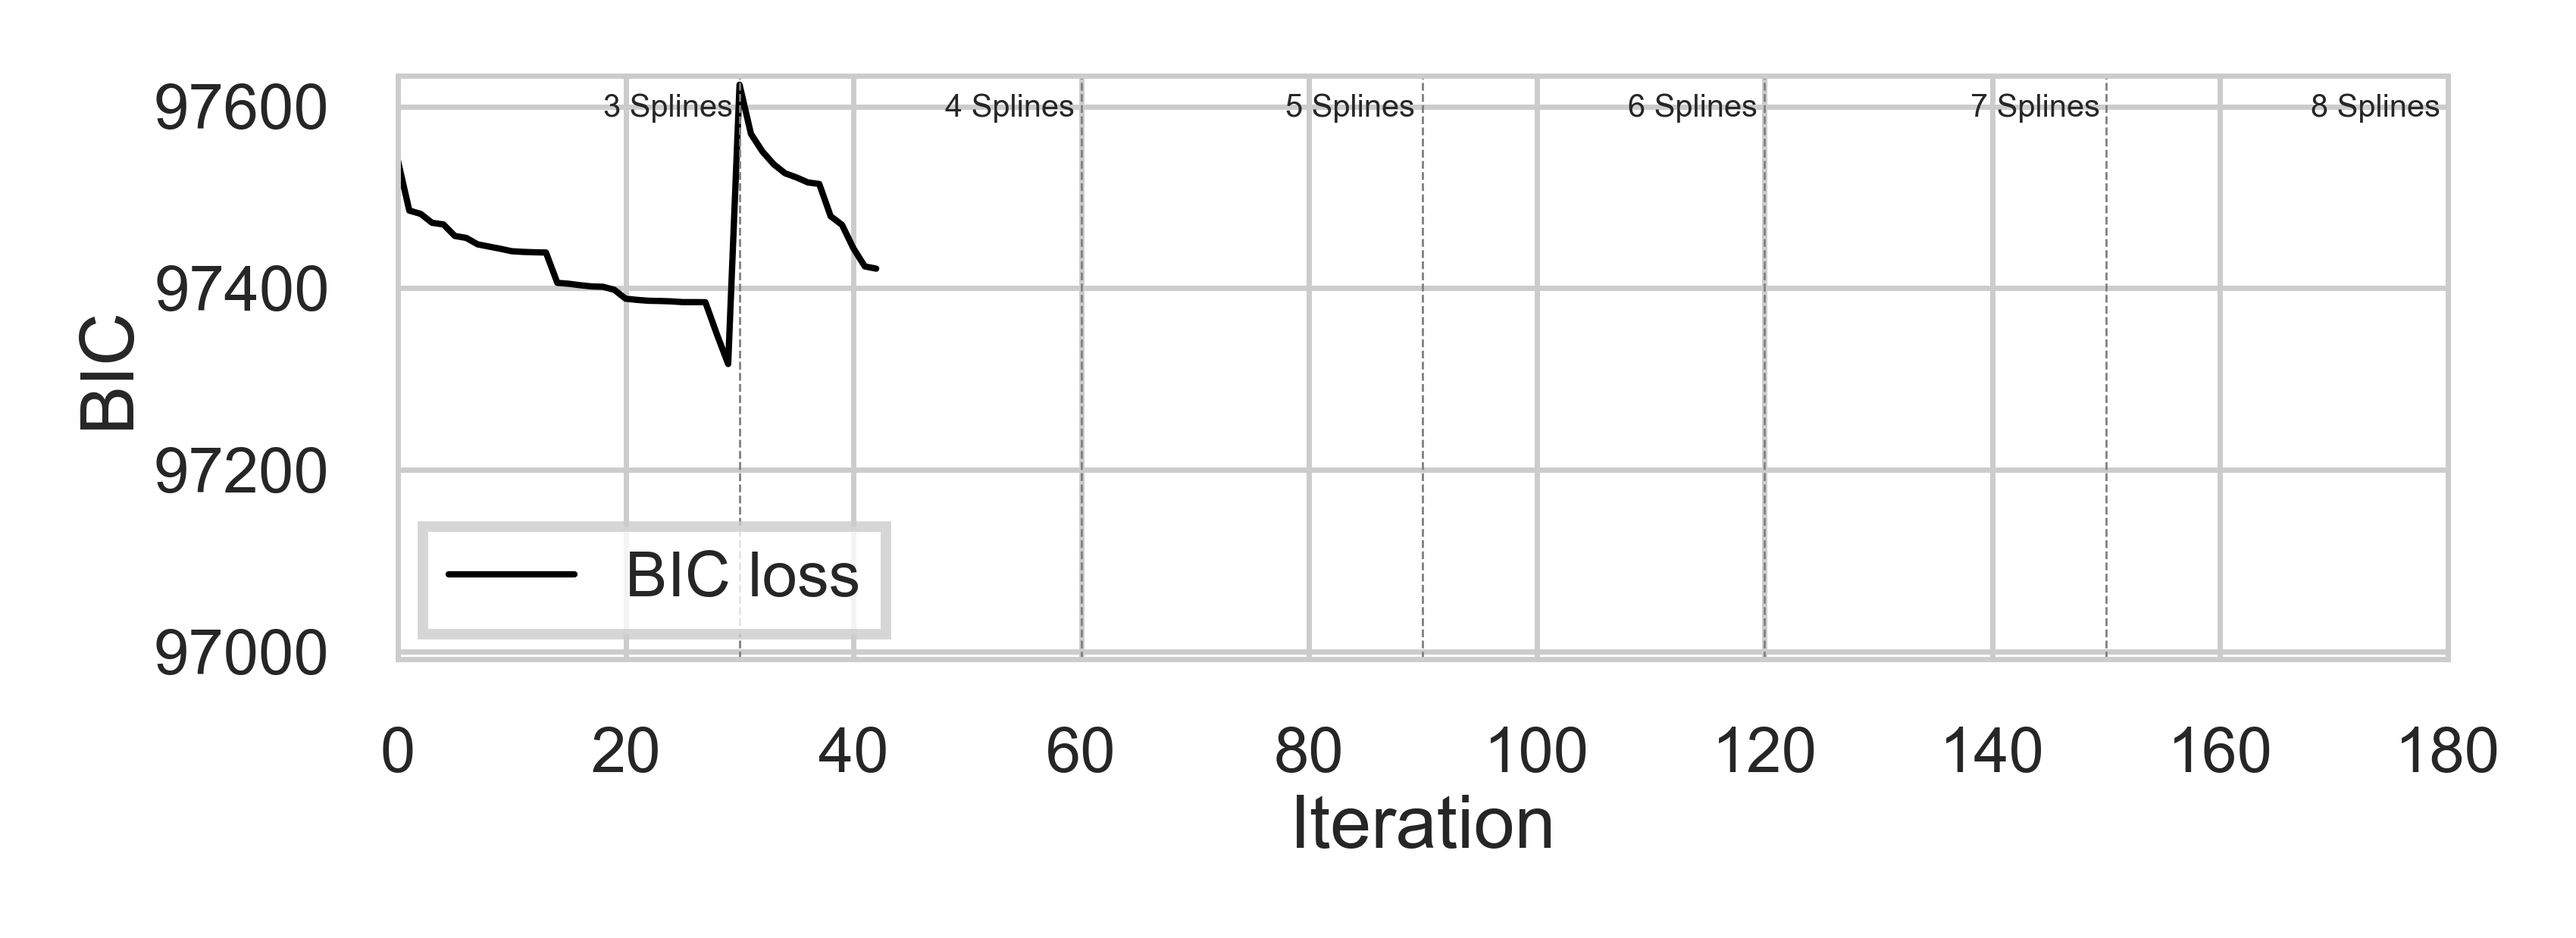 97600
3 Splines
4 Splines
5 Splines
6 Splines
7 Splines
8 Splines
97400
BIC
97200
BIC loss
97000
0 20 40 60 80 100 120 140 160 180
Iteration